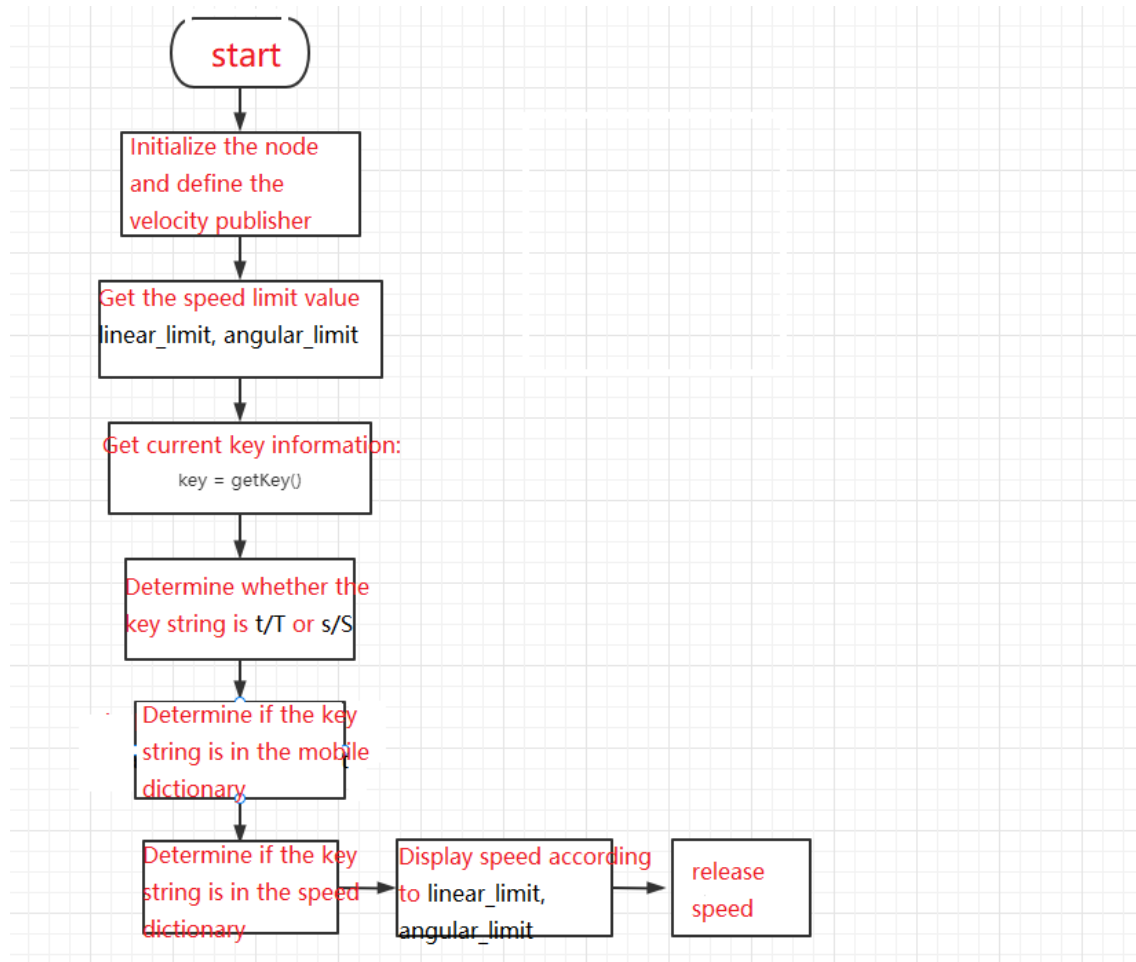 start
Initialize the node
and define the
velocity publisher
Get the speed limit value
linear_limit, angular_limit
Get current key information:
key = getKey()
Determine whether the
key string is t/T or s/S
Determine if the key
string is in the mobile
dictionary
Determine if the key
string is in the speed
dictionary
Display speed according
to linear_limit,
angular_limit
release
speed